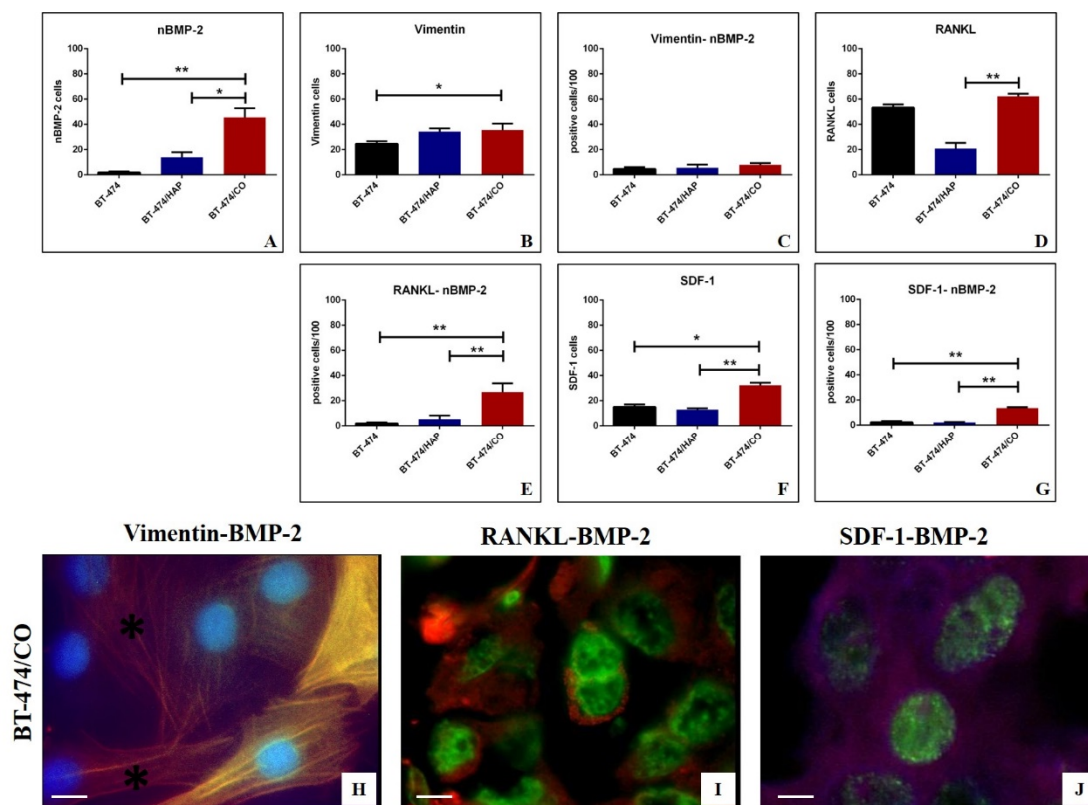 nBMP-2
100
80
60
40
20
0
nBMP-2 cells
**
*
BT-474
BT-474/HAP
BT-474/CO
A
Vimentin
100
80
60
40
20
0
Vimentin cells
*
BT-474
BT-474/HAP
BT-474/CO
B
Vimentin- nBMP-2
100
80
60
40
20
0
positive cells/100
BT-474
BT-474/HAP
BT-474/CO
C
RANKL
100
80
60
40
20
0
RANKL cells
**
BT-474
BT-474/HAP
BT-474/CO
D
RANKL- nBMP-2
100
80
60
40
20
0
positive cells/100
**
**
BT-474
BT-474/HAP
BT-474/CO
E
SDF-1
100
80
60
40
20
0
SDF-1 cells
*
**
BT-474
BT-474/HAP
BT-474/CO
F
SDF-1- nBMP-2
100
80
60
40
20
0
positive cells/100
**
**
BT-474
BT-474/HAP
BT-474/CO
G
Vimentin-BMP-2
RANKL-BMP-2
SDF-1-BMP-2
BT-474/CO
*
*
H
I
J